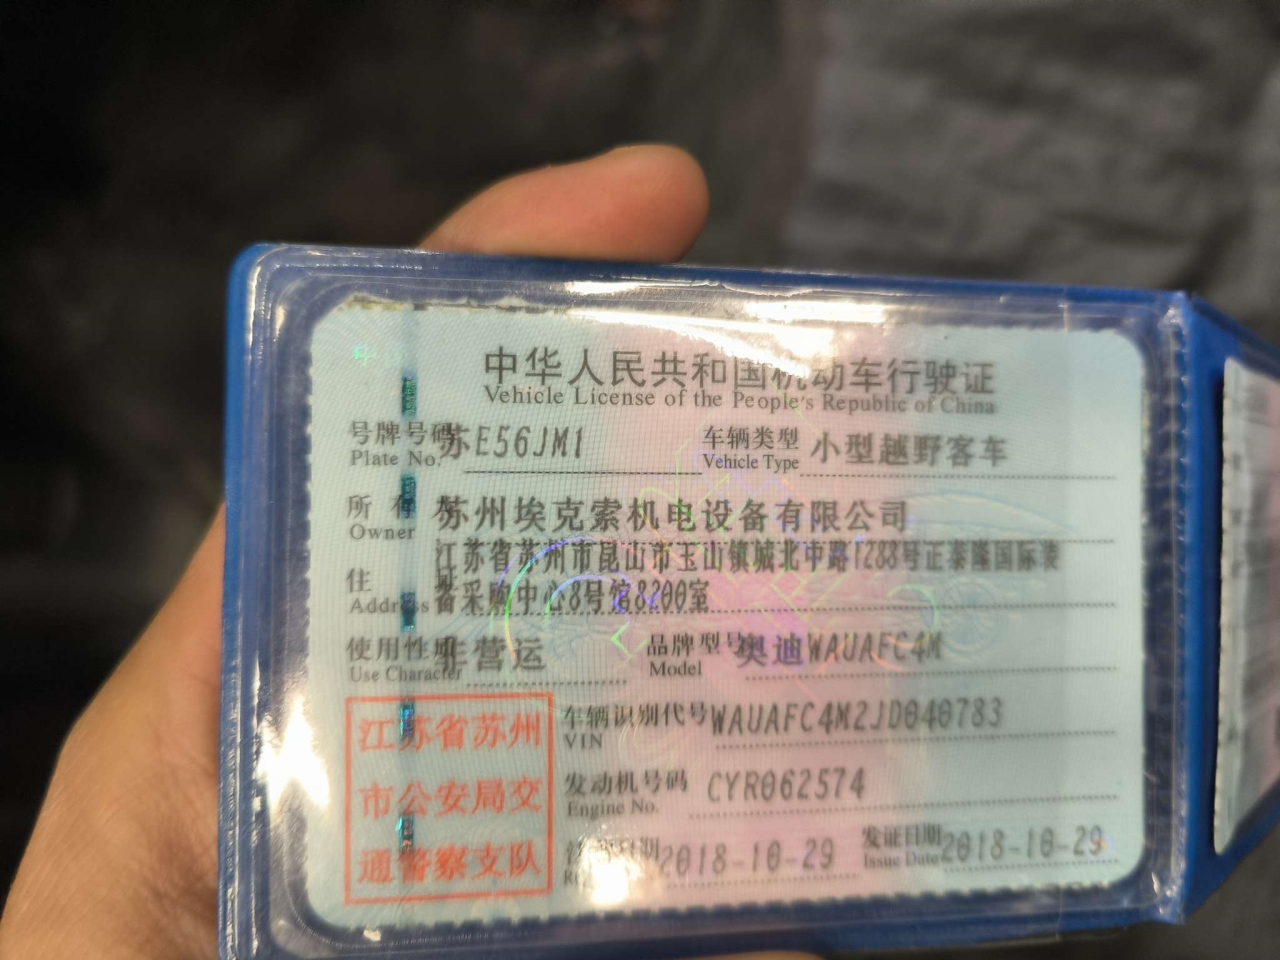 中华人民共和国机动车行驶证
Vehicle License of the People's Republic of China
号牌号码 苏E56JM1 车辆类型 小型越野客车
Plate No. Vehicle Type
所有人 苏州埃克索机电设备有限公司
Owner
江苏省苏州市昆山市玉山镇城北中路1288号正泰隆国际装
住址 备采购中心8号馆8200室
Address
使用性质 非营运 品牌型号 奥迪WAUAFC4M
Use Character Model
车辆识别代号 WAUAFC4M2JD040783
VIN
发动机号码 CYR062574
Engine No.
注册日期 2018-10-29 发证日期 2018-10-29
Issue Date
江苏省苏州
市公安局交
通警察支队